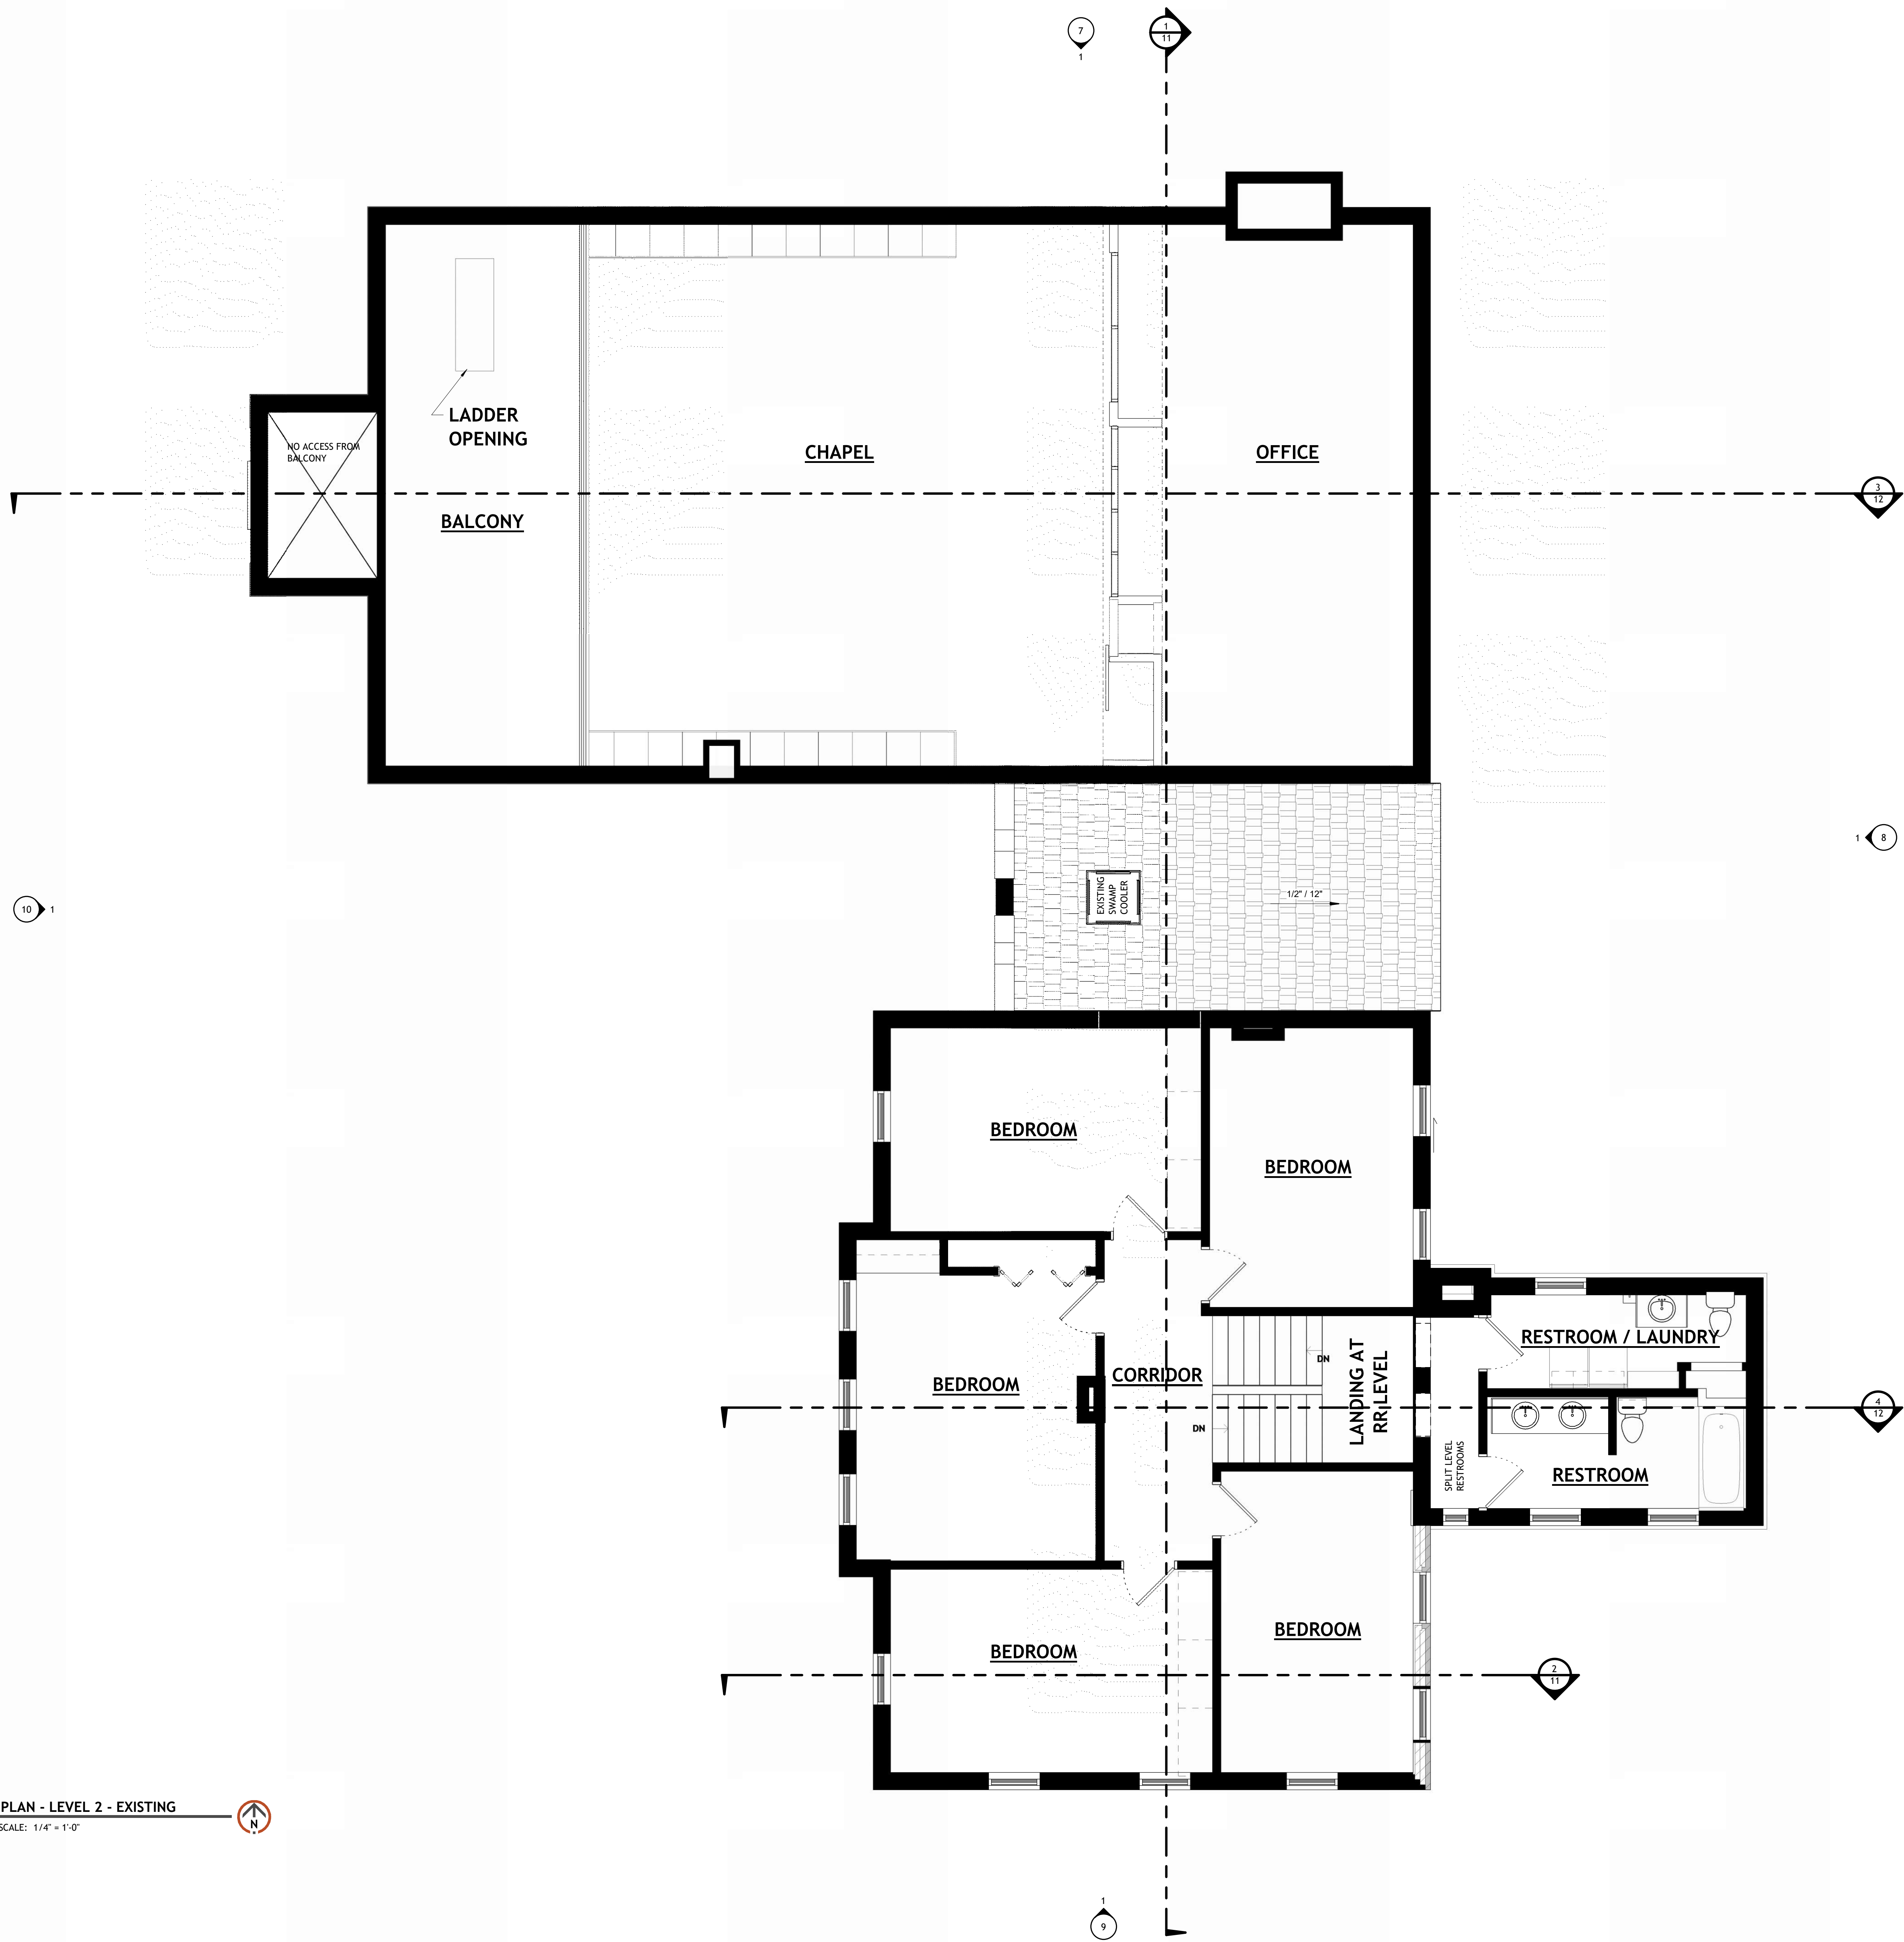 7
1
1
11
LADDER
OPENING
NO ACCESS FROM
BALCONY
CHAPEL
OFFICE
3
12
BALCONY
1
8
EXISTING
SWAMP
COOLER
1/2" / 12"
10
1
BEDROOM
BEDROOM
RESTROOM / LAUNDRY
DN
LANDING AT
RR LEVEL
CORRIDOR
BEDROOM
4
12
DN
SPLIT LEVEL
RESTROOMS
RESTROOM
BEDROOM
BEDROOM
2
11
PLAN - LEVEL 2 - EXISTING
SCALE: 1/4" = 1'-0"
N
1
9